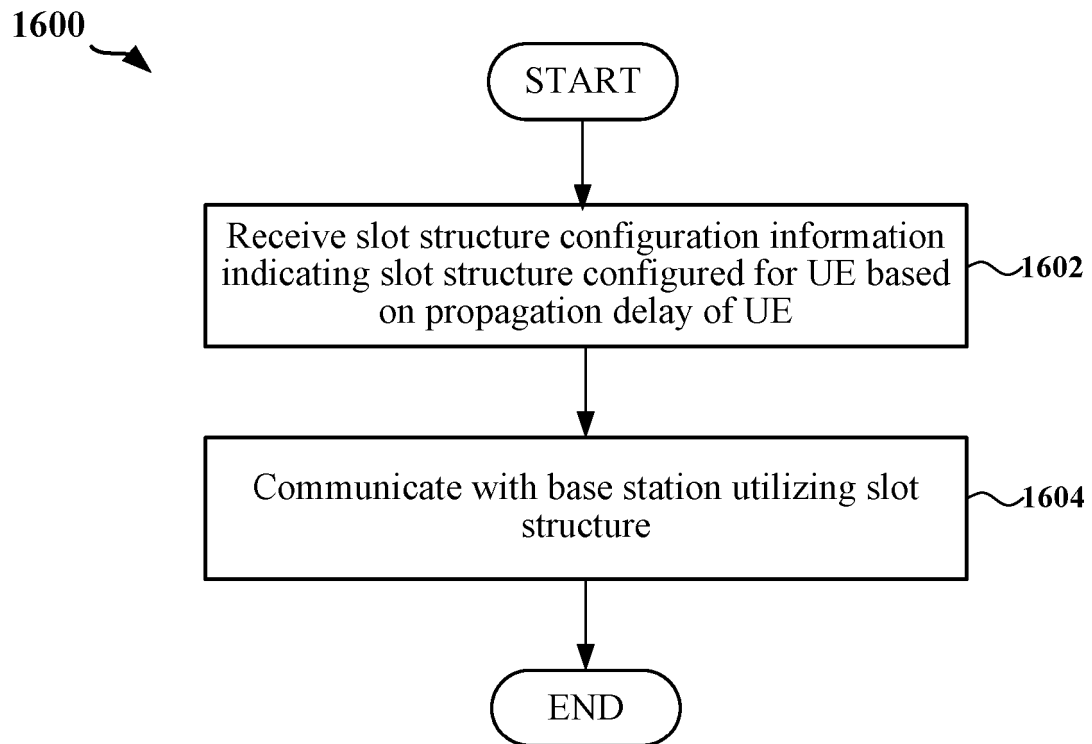 1600
START
Receive slot structure configuration information
indicating slot structure configured for UE based
on propagation delay of UE
1602
Communicate with base station utilizing slot
structure
1604
END